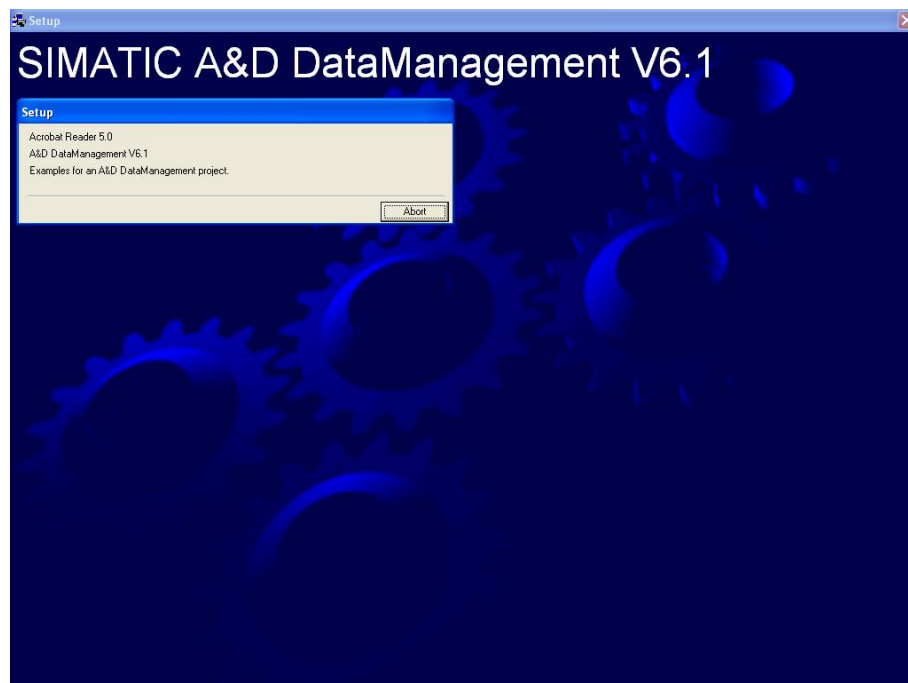 Setup
SIMATIC A&D DataManagement V6.1
Setup
Acrobat Reader 5.0
A&D DataManagement V6.1
Examples for an A&D DataManagement project.
Abort